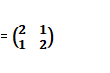 = (2 1
1 2)